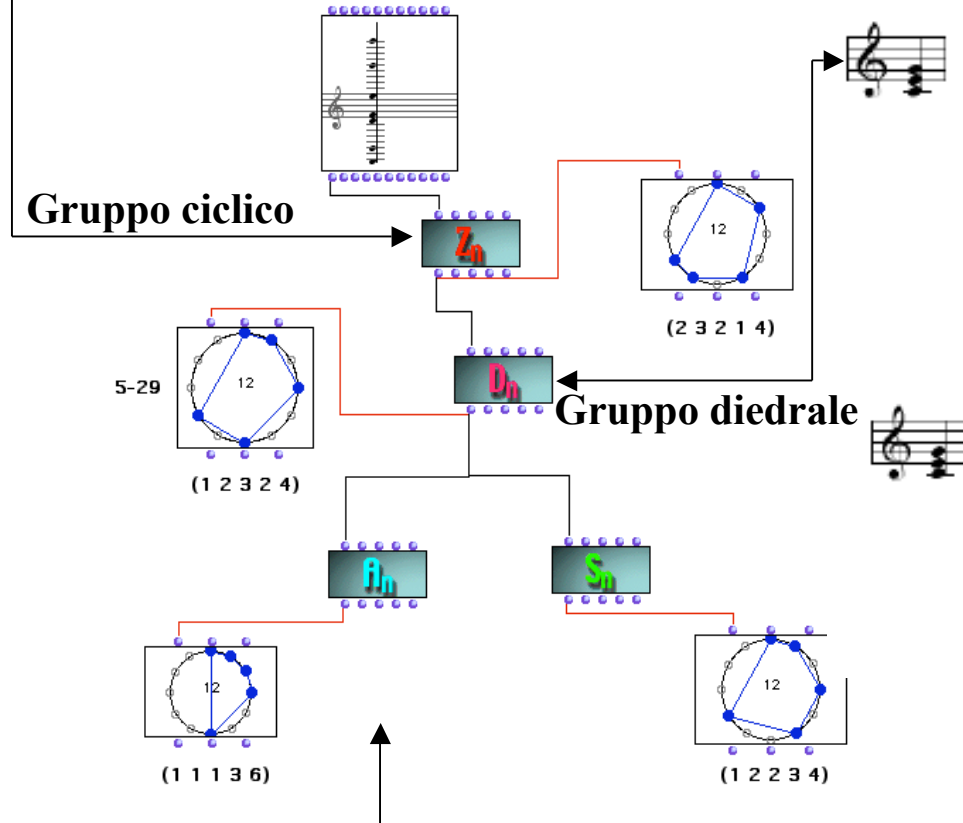 Gruppo ciclico
Zn
12
(2 3 2 1 4)
5-29
12
Dn
Gruppo diedrale
(1 2 3 2 4)
An
Sn
12
12
(1 1 1 3 6)
(1 2 2 3 4)